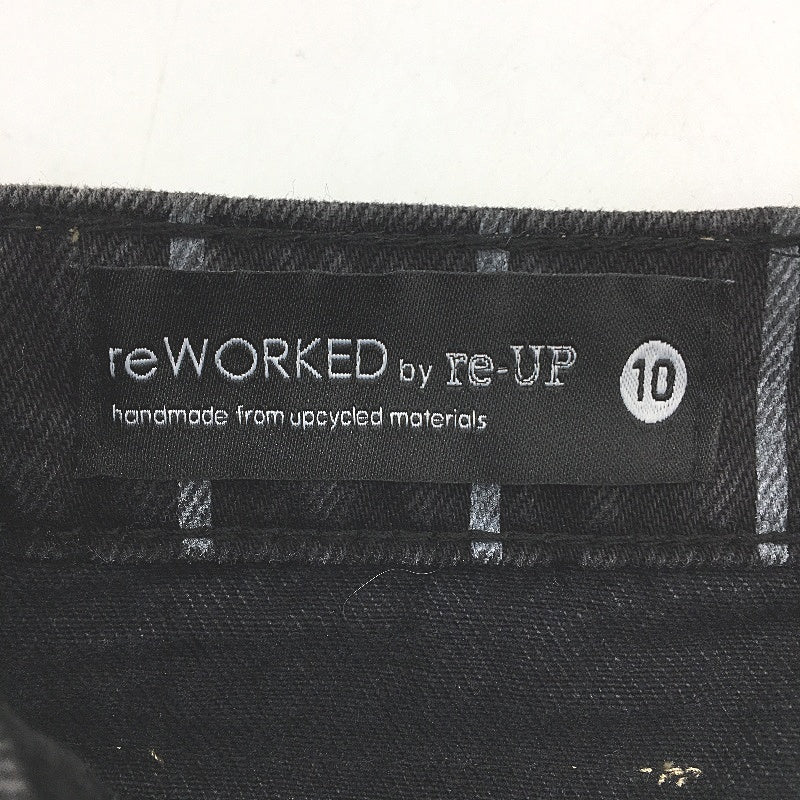 reWORKED by re-UP 10
handmade from upcycled materials